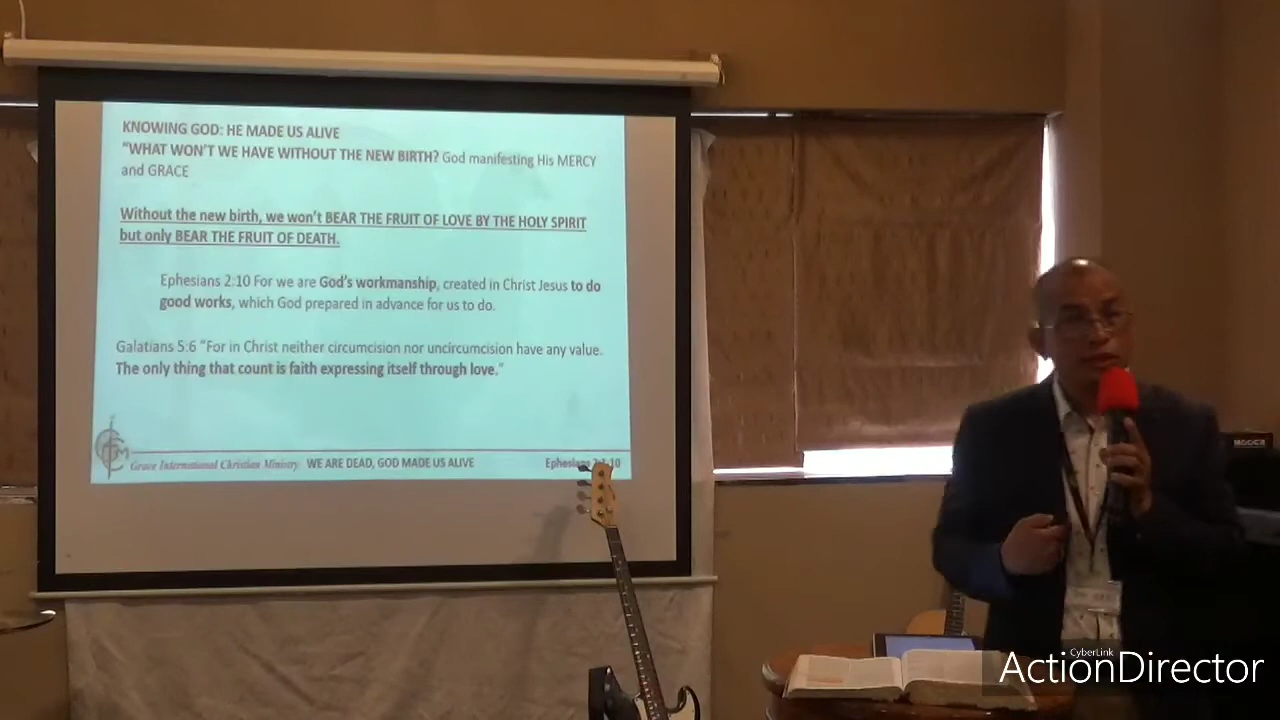 KNOWING GOD: HE MADE US ALIVE
"WHAT WON'T WE HAVE WITHOUT THE NEW BIRTH? God manifesting His MERCY
and GRACE
Without the new birth, we won't BEAR THE FRUIT OF LOVE BY THE HOLY SPIRIT
but only BEAR THE FRUIT OF DEATH.
Ephesians 2:10 For we are God's workmanship, created in Christ Jesus to do
good works, which God prepared in advance for us to do.
Galatians 5:6 "For in Christ neither circumcision nor uncircumcision have any value.
The only thing that count is faith expressing itself through love."
Grace International Christian Ministry WE ARE DEAD, GOD MADE US ALIVE Ephesians 2:1-10
MOOER
CyberLink
ActionDirector